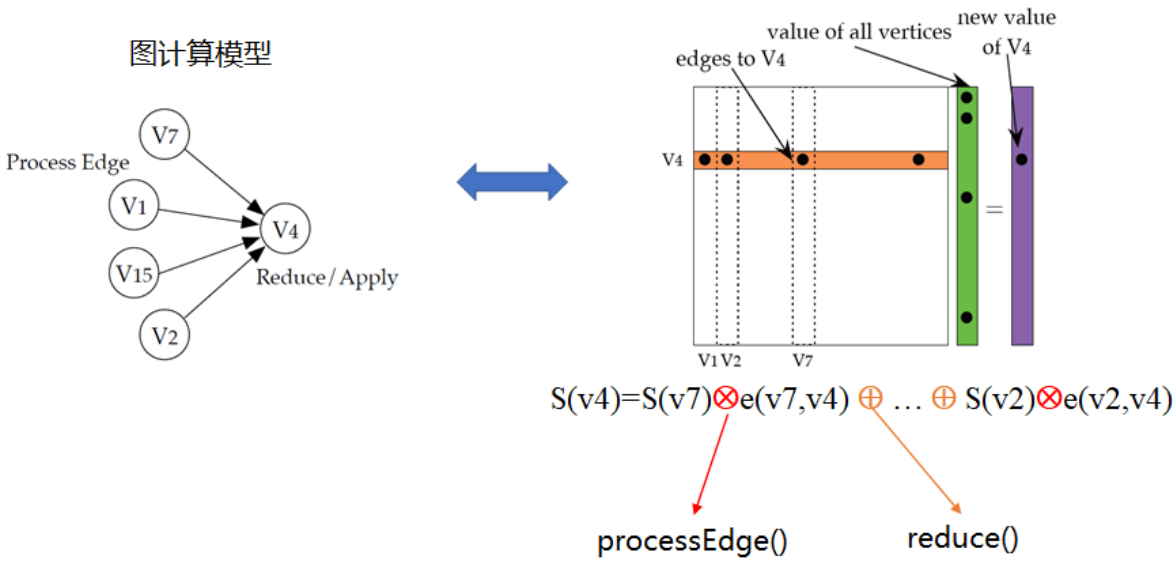 图计算模型
V7
Process Edge
V1
V4
V15
Reduce/Apply
V2
value of all vertices
new value
of V4
edges to V4
V4
=
V1 V2
V7
S(v4)=S(v7)⊗e(v7,v4) ⊕ … ⊕ S(v2)⊗e(v2,v4)
processEdge()
reduce()